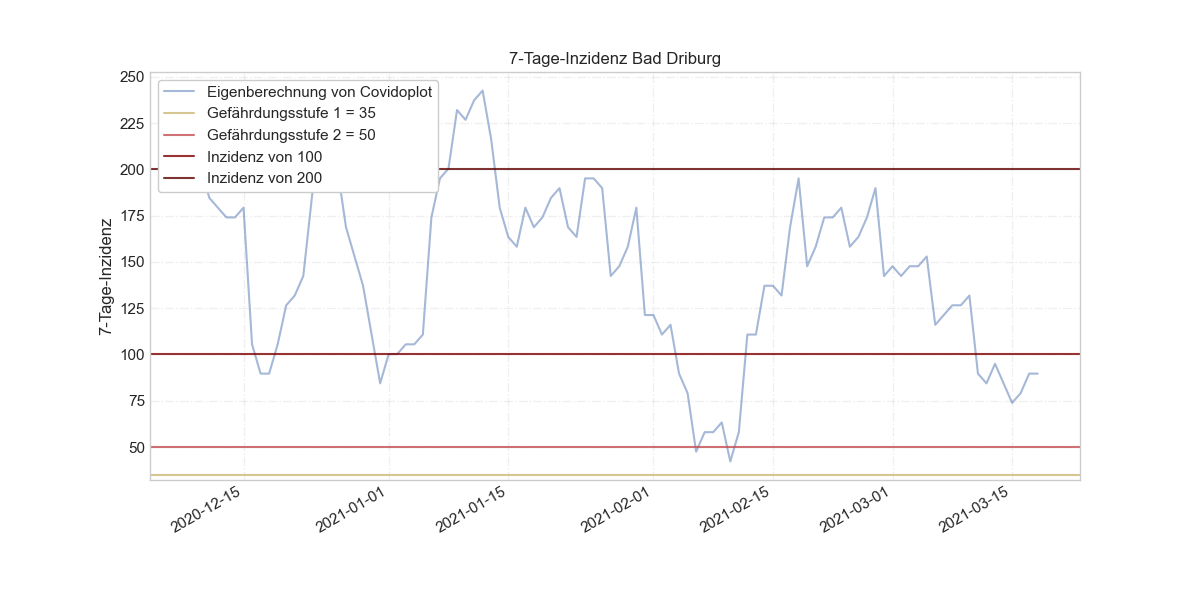 7-Tage-Inzidenz Bad Driburg
Eigenberechnung von Covidoplot
Gefährdungsstufe 1 = 35
Gefährdungsstufe 2 = 50
Inzidenz von 100
Inzidenz von 200
7-Tage-Inzidenz
250
225
200
175
150
125
100
75
50
2020-12-15
2021-01-01
2021-01-15
2021-02-01
2021-02-15
2021-03-01
2021-03-15